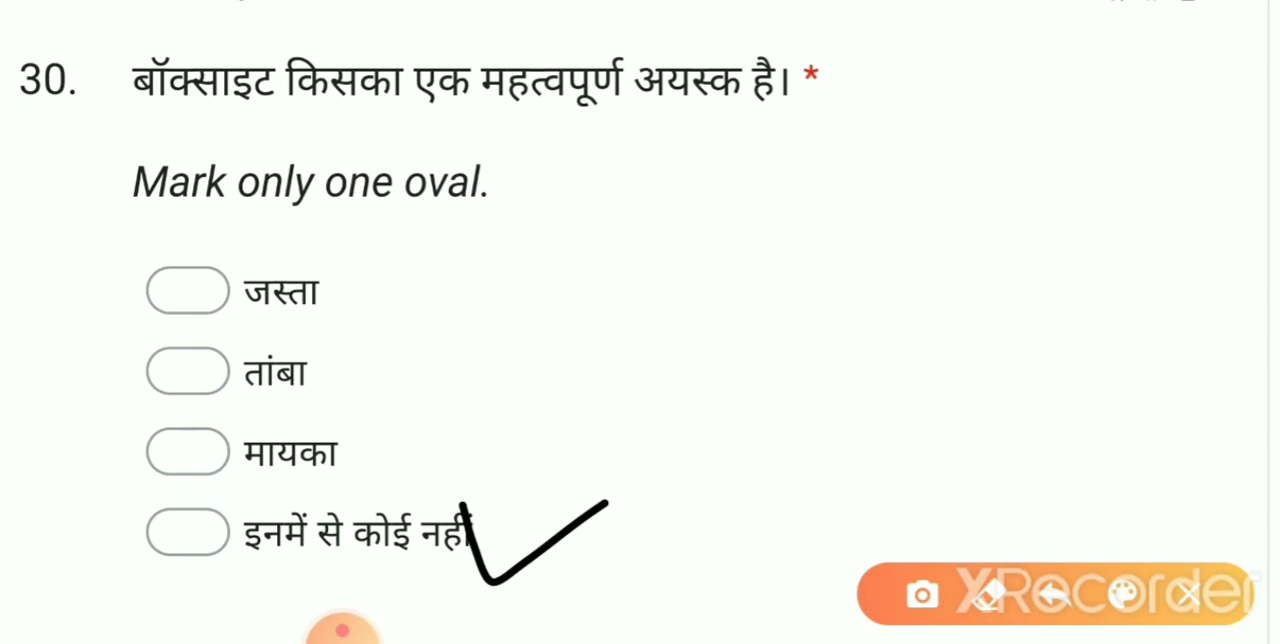 30. बॉक्साइट किसका एक महत्वपूर्ण अयस्क है। *
Mark only one oval.
जस्ता
तांबा
मायका
इनमें से कोई नहीं
XRecorder